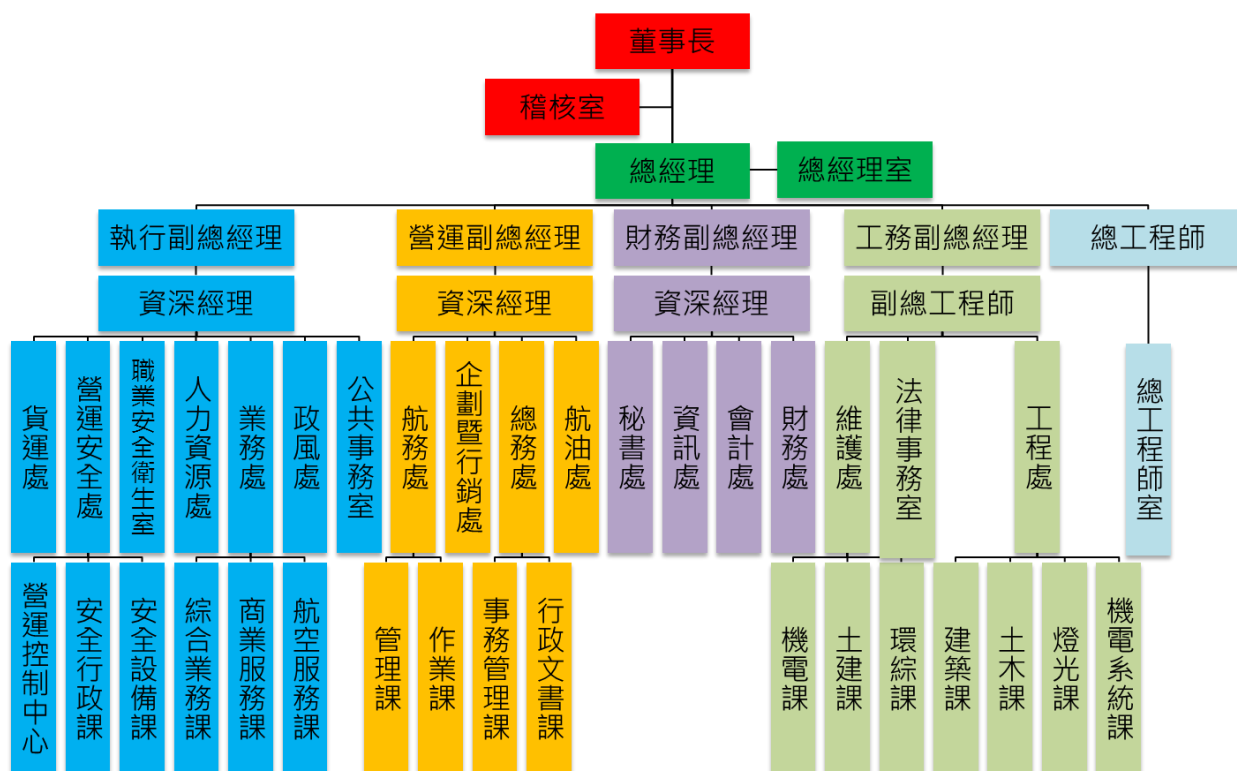 董事長
稽核室
總經理
總經理室
執行副總經理
營運副總經理
財務副總經理
工務副總經理
總工程師
資深經理
資深經理
資深經理
副總工程師
貨運處
營運安全處
職業安全衛生室
人力資源處
業務處
政風處
公共事務室
航務處
企劃暨行銷處
總務處
航油處
秘書處
資訊處
會計處
財務處
維護處
法律事務室
工程處
總工程師室
營運控制中心
安全行政課
安全設備課
綜合業務課
商業服務課
航空服務課
管理課
作業課
事務管理課
行政文書課
機電課
土建課
環綜課
建築課
土木課
燈光課
機電系統課